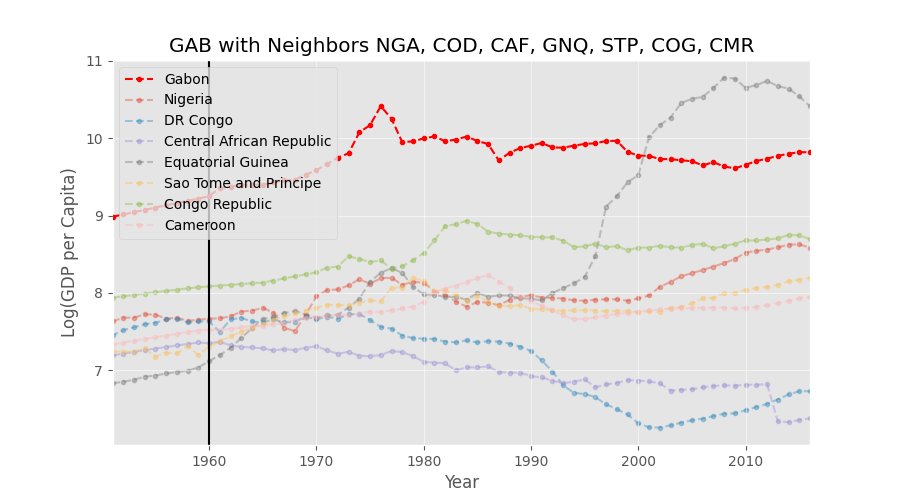 GAB with Neighbors NGA, COD, CAF, GNQ, STP, COG, CMR
Log(GDP per Capita)
11
10
9
8
7
Gabon
Nigeria
DR Congo
Central African Republic
Equatorial Guinea
Sao Tome and Principe
Congo Republic
Cameroon
1960
1970
1980
1990
2000
2010
Year